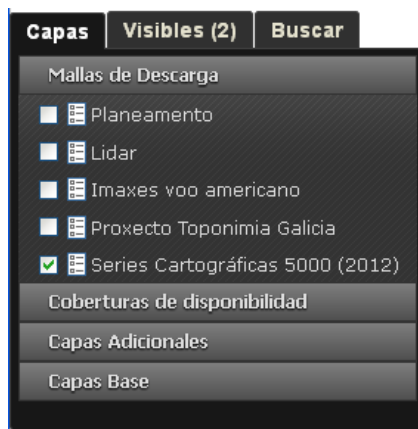 Capas Visibles (2) Buscar
Mallas de Descarga
Planeamento
Lidar
Imaxes voo americano
Proxecto Toponimia Galicia
Series Cartográficas 5000 (2012)
Coberturas de disponibilidad
Capas Adicionales
Capas Base